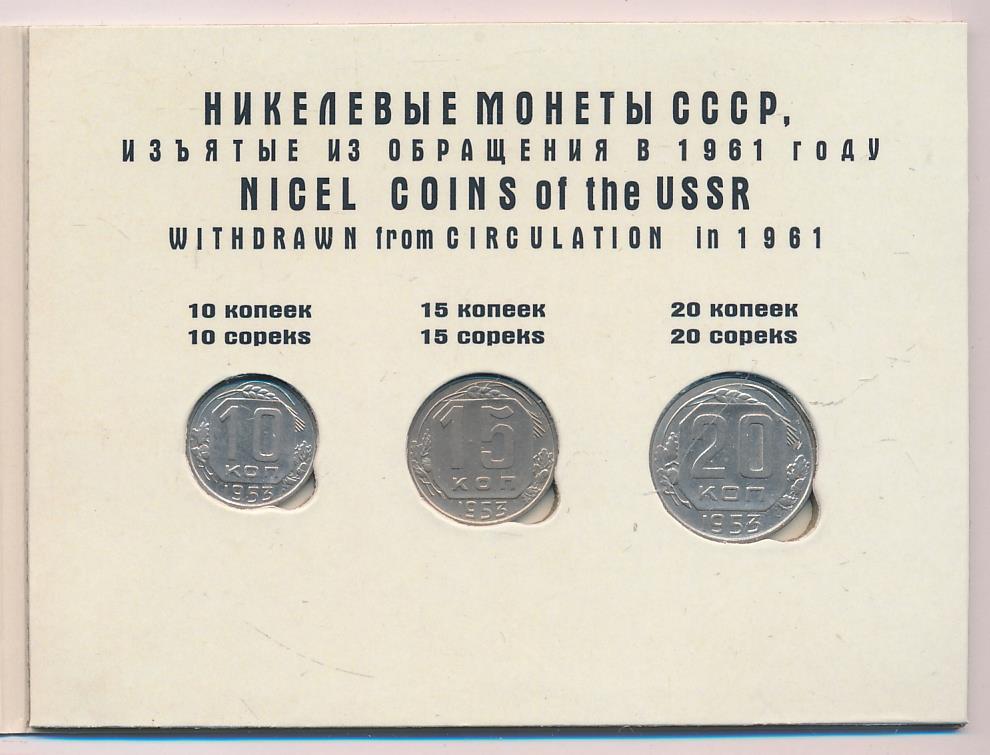 НИКЕЛЕВЫЕ МОНЕТЫ СССР,
ИЗЪЯТЫЕ ИЗ ОБРАЩЕНИЯ В 1961 году
NICEL COINS of the USSR
WITHDRAWN from CIRCULATION in 1961
10 копеек
10 copeks
15 копеек
15 copeks
20 копеек
20 copeks
10
КОП
1953
15
КОП
1953
20
КОП
1953